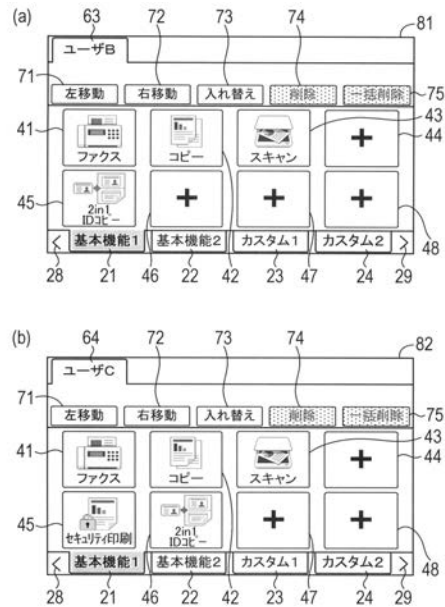 (a)
63
72
73
74
81
ユーザB
71
75
左移動 右移動 入れ替え 削除 一括削除
41
43
44
ファクス コピー スキャン +
45
2in1
IDコピー
+ + +
< 基本機能1 基本機能2 カスタム1 カスタム2 >
28 21 46 22 42 23 47 24 29
48
(b)
64
72
73
74
82
ユーザC
71
75
左移動 右移動 入れ替え 削除 一括削除
41
43
44
ファクス コピー スキャン +
45
セキュリティ印刷
2in1
IDコピー
+ +
< 基本機能1 基本機能2 カスタム1 カスタム2 >
28 21 46 22 42 23 47 24 29
48